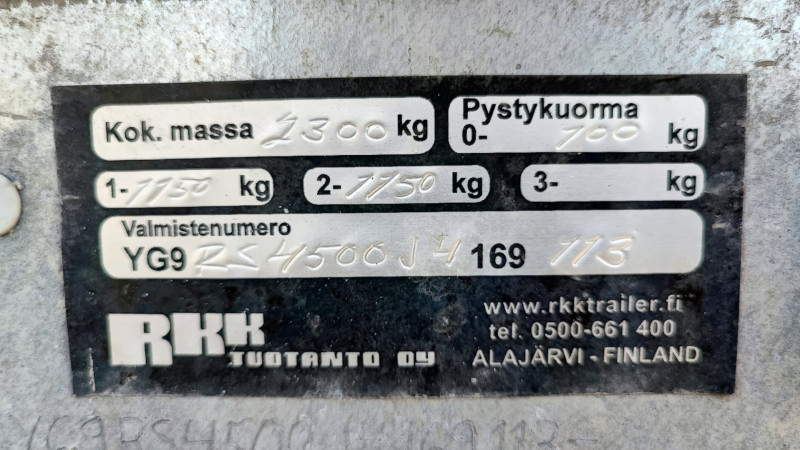 Kok. massa 2300 kg
Pystykuorma
0- 100 kg
1- 1150 kg
2- 1150 kg
3- kg
Valmistenumero
YG9 RS4500J4 169 113
RKK
TUOTANTO OY
www.rkktrailer.fi
tel. 0500-661 400
ALAJÄRVI - FINLAND